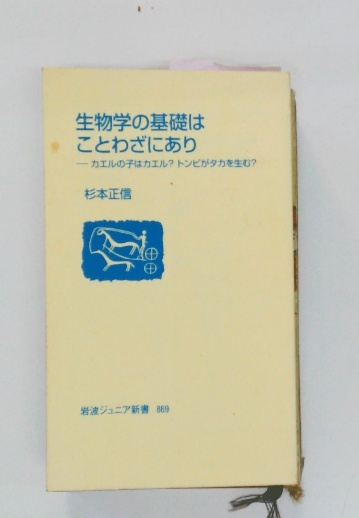 生物学の基礎は
ことわざにあり
─カエルの子はカエル? トンビがタカを生む?
杉本正信
岩波ジュニア新書 869